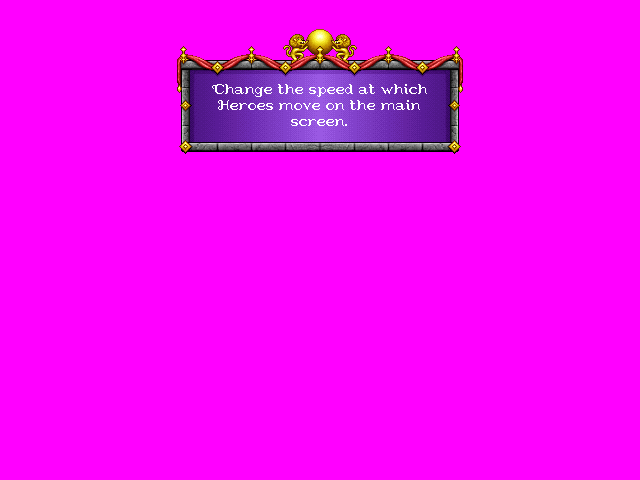 Change the speed at which
Heroes move on the main
screen.